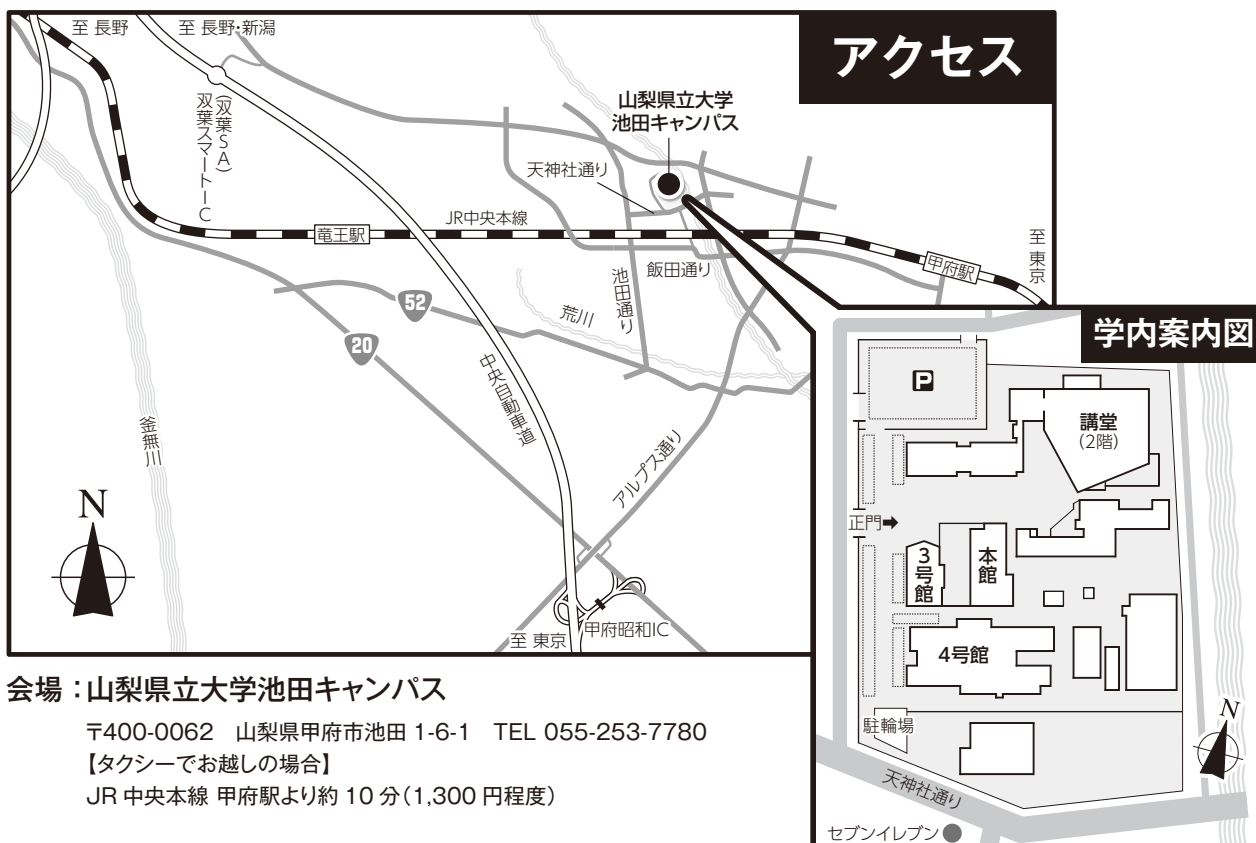 アクセス
至 長野
至 長野・新潟
(双葉SA)
双葉スマートIC
山梨県立大学
池田キャンパス
天神社通り
JR中央本線
竜王駅
飯田通り
池田通り
甲府駅
至 東京
52
20
荒川
中央自動車道
釜無川
アルプス通り
N
至 東京
甲府昭和IC
学内案内図
P
講堂
(2階)
正門➡
3号館
本館
4号館
駐輪場
N
天神社通り
セブンイレブン
会場:山梨県立大学池田キャンパス
〒400-0062 山梨県甲府市池田 1-6-1 TEL 055-253-7780
【タクシーでお越しの場合】
JR 中央本線 甲府駅より約 10 分(1,300 円程度)